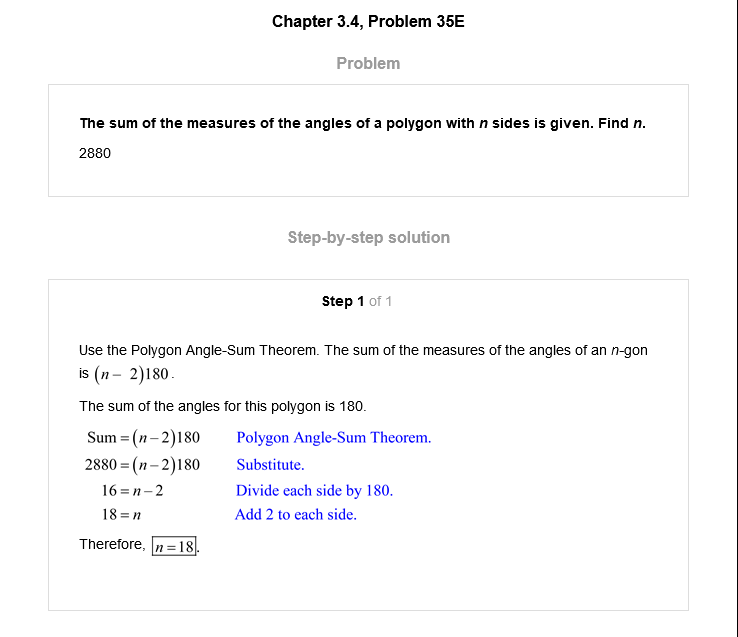 Chapter 3.4, Problem 35E
Problem
The sum of the measures of the angles of a polygon with n sides is given. Find n.
2880
Step-by-step solution
Step 1 of 1
Use the Polygon Angle-Sum Theorem. The sum of the measures of the angles of an n-gon
is (n − 2)180.
The sum of the angles for this polygon is 180.
Sum = (n − 2)180 Polygon Angle-Sum Theorem.
2880 = (n − 2)180 Substitute.
16 = n − 2 Divide each side by 180.
18 = n Add 2 to each side.
Therefore, n = 18.